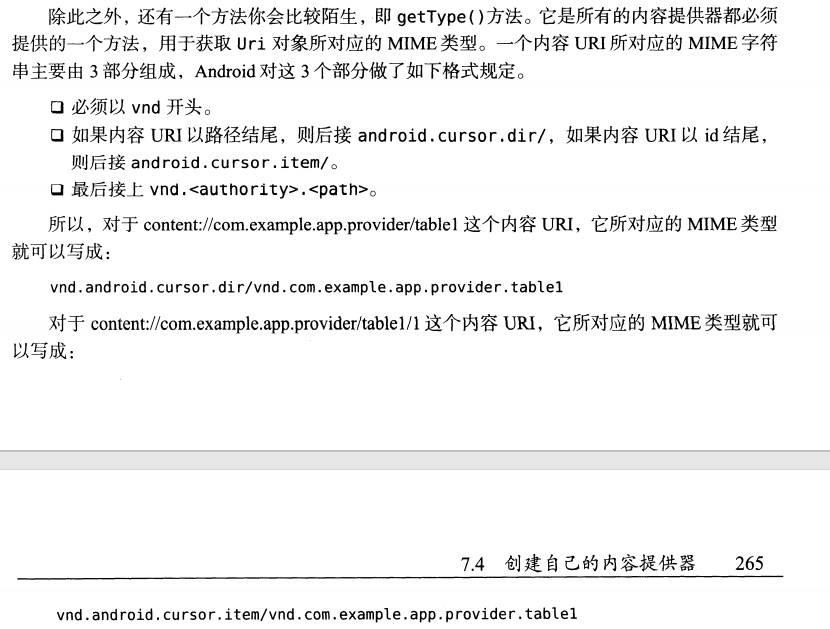 除此之外，还有一个方法你会比较陌生，即 getType()方法。它是所有的内容提供器都必须
提供的一个方法，用于获取 Uri 对象所对应的 MIME 类型。一个内容 URI 所对应的 MIME 字符
串主要由 3 部分组成，Android 对这 3 个部分做了如下格式规定。
❑ 必须以 vnd 开头。
❑ 如果内容 URI 以路径结尾，则后接 android.cursor.dir/，如果内容 URI 以 id 结尾，
则后接 android.cursor.item/。
❑ 最后接上 vnd.<authority>.<path>。
所以，对于 content://com.example.app.provider/table1 这个内容 URI，它所对应的 MIME 类型
就可以写成：
vnd.android.cursor.dir/vnd.com.example.app.provider.table1
对于 content://com.example.app.provider/table1/1 这个内容 URI，它所对应的 MIME 类型就可
以写成：
7.4 创建自己的内容提供器 265
vnd.android.cursor.item/vnd.com.example.app.provider.table1